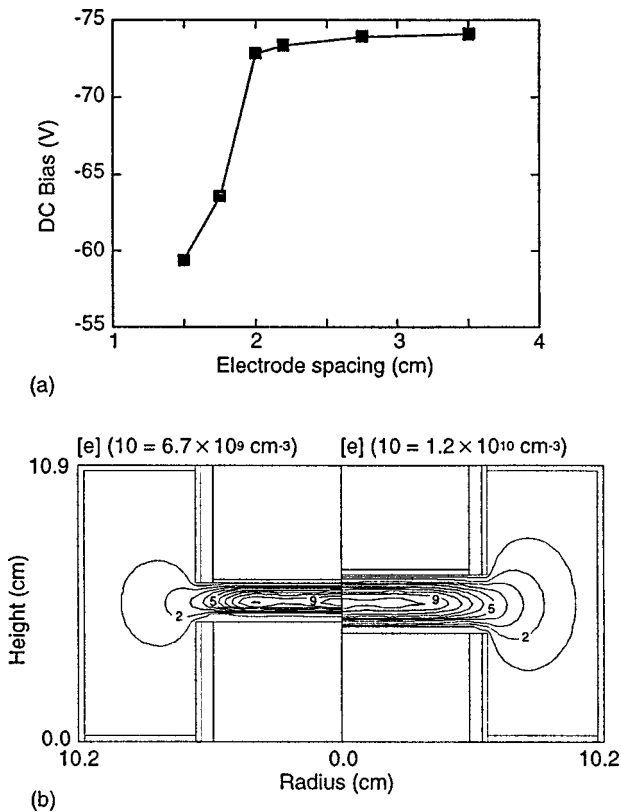 -75
-70
-65
-60
-55
DC Bias (V)
1 2 3 4
Electrode spacing (cm)
(a)
[e] (10 = 6.7 × 10⁹ cm⁻³) [e] (10 = 1.2 × 10¹⁰ cm⁻³)
10.9
Height (cm)
0.0
2 5 9 9 5 2
10.2 0.0 10.2
Radius (cm)
(b)